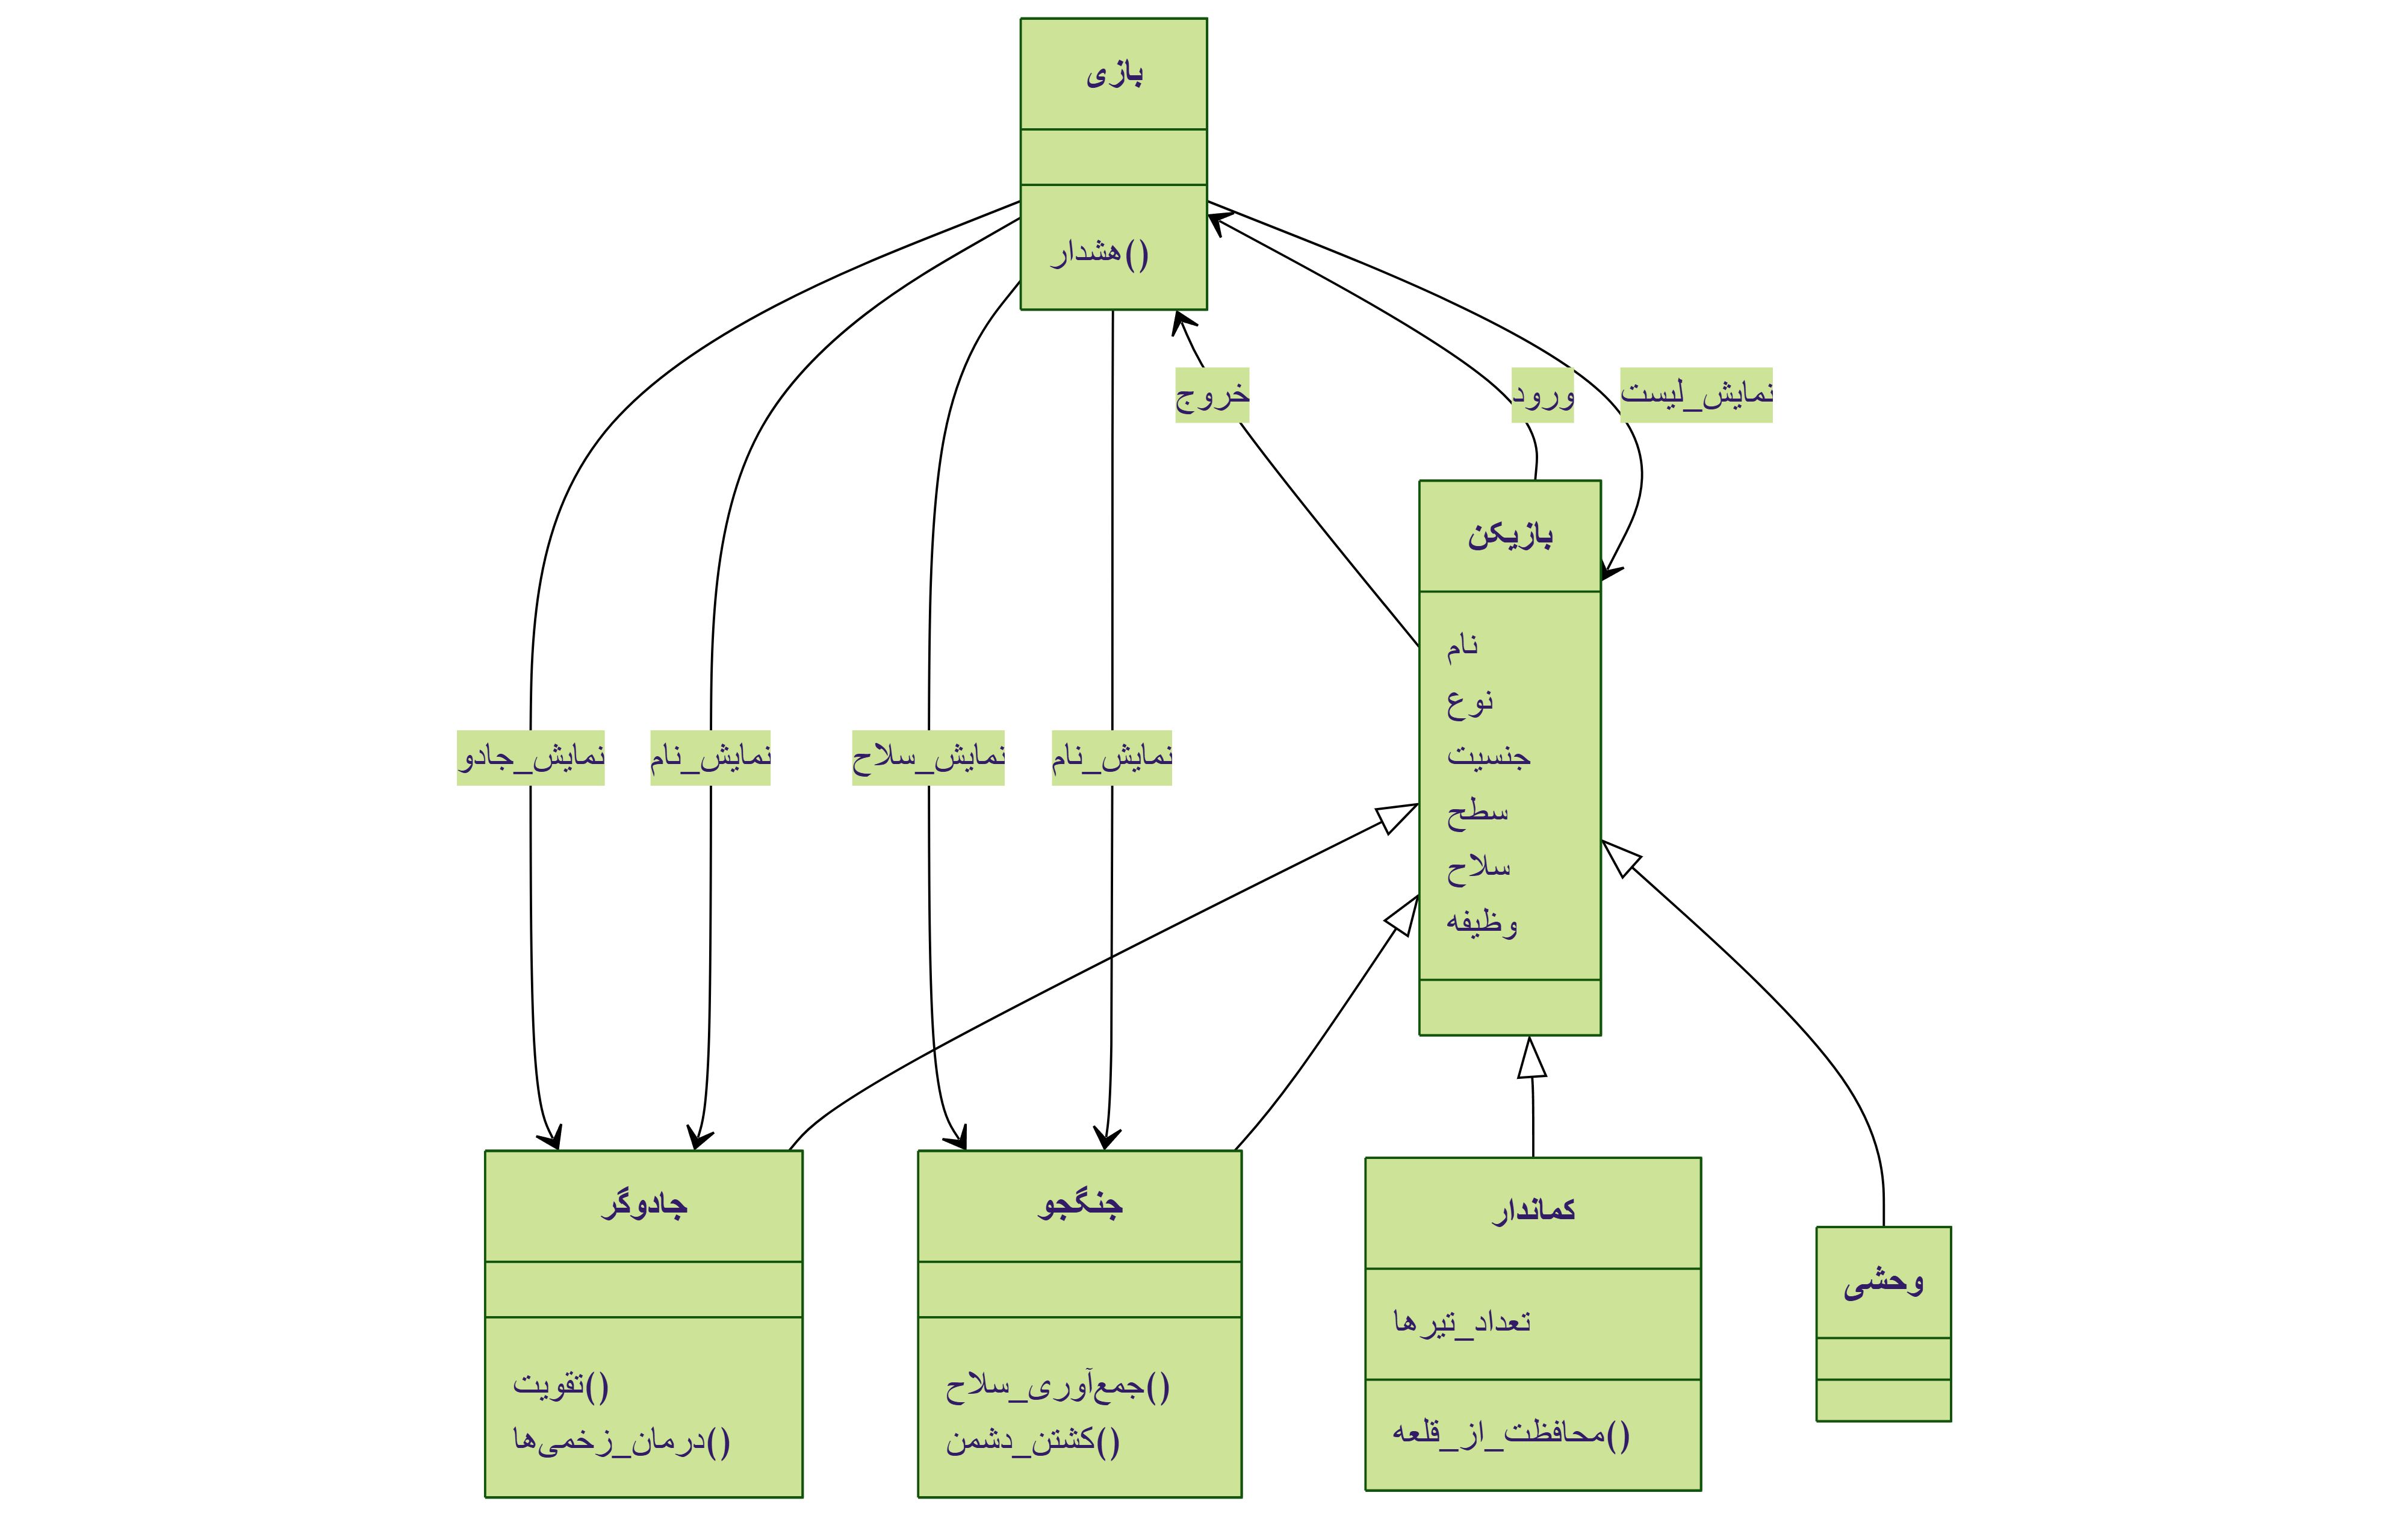 بازی
هشدار()
خروج
ورود
نمایش_لیست
بازیکن
نام
نوع
جنسیت
سطح
سلاح
وظیفه
نمایش_جادو
نمایش_نام
نمایش_سلاح
نمایش_نام
جادوگر
تقویت()
درمان_زخمی‌ها()
جنگجو
جمع‌آوری_سلاح()
کشتن_دشمن()
کماندار
تعداد_تیرها
محافظت_از_قلعه()
وحشی